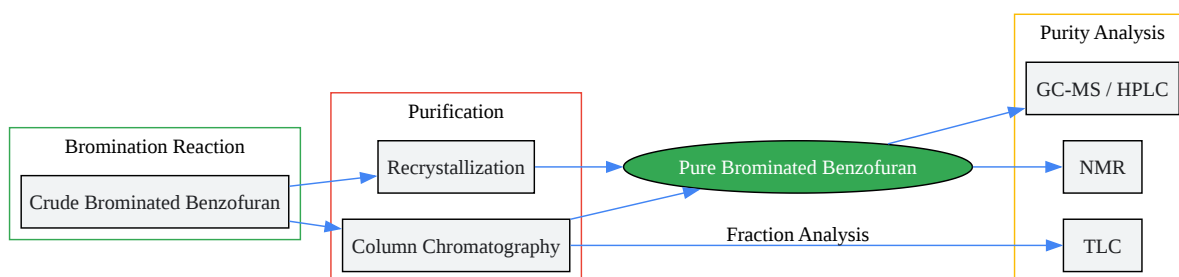 Bromination Reaction
Crude Brominated Benzofuran
Purification
Recrystallization
Column Chromatography
Pure Brominated Benzofuran
Fraction Analysis
Purity Analysis
GC-MS / HPLC
NMR
TLC